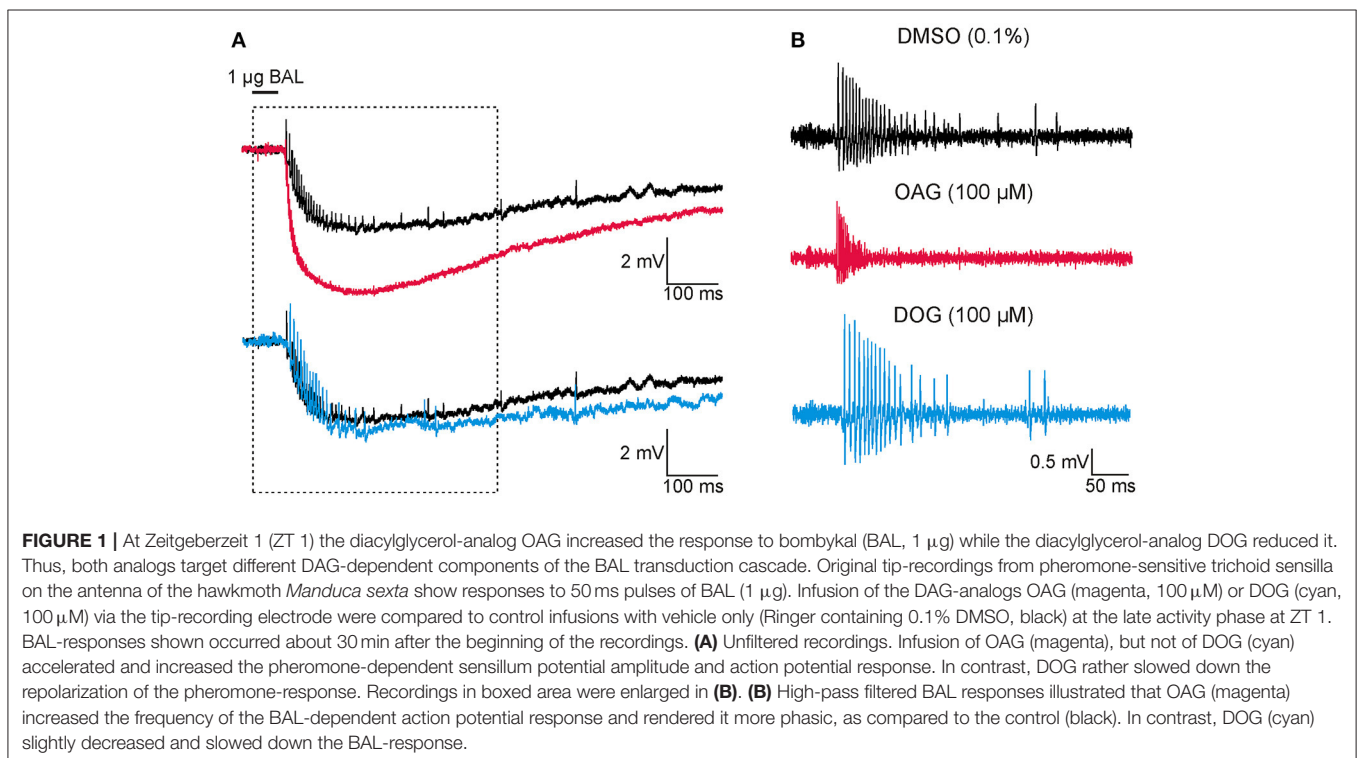 A
B
DMSO (0.1%)
1 µg BAL
OAG (100 µM)
2 mV
100 ms
DOG (100 µM)
2 mV
100 ms
0.5 mV
50 ms
FIGURE 1 | At Zeitgeberzeit 1 (ZT 1) the diacylglycerol-analog OAG increased the response to bombykal (BAL, 1 µg) while the diacylglycerol-analog DOG reduced it.
Thus, both analogs target different DAG-dependent components of the BAL transduction cascade. Original tip-recordings from pheromone-sensitive trichoid sensilla
on the antenna of the hawkmoth Manduca sexta show responses to 50 ms pulses of BAL (1 µg). Infusion of the DAG-analogs OAG (magenta, 100 µM) or DOG (cyan,
100 µM) via the tip-recording electrode were compared to control infusions with vehicle only (Ringer containing 0.1% DMSO, black) at the late activity phase at ZT 1.
BAL-responses shown occurred about 30 min after the beginning of the recordings. (A) Unfiltered recordings. Infusion of OAG (magenta), but not of DOG (cyan)
accelerated and increased the pheromone-dependent sensillum potential amplitude and action potential response. In contrast, DOG rather slowed down the
repolarization of the pheromone-response. Recordings in boxed area were enlarged in (B). (B) High-pass filtered BAL responses illustrated that OAG (magenta)
increased the frequency of the BAL-dependent action potential response and rendered it more phasic, as compared to the control (black). In contrast, DOG (cyan)
slightly decreased and slowed down the BAL-response.